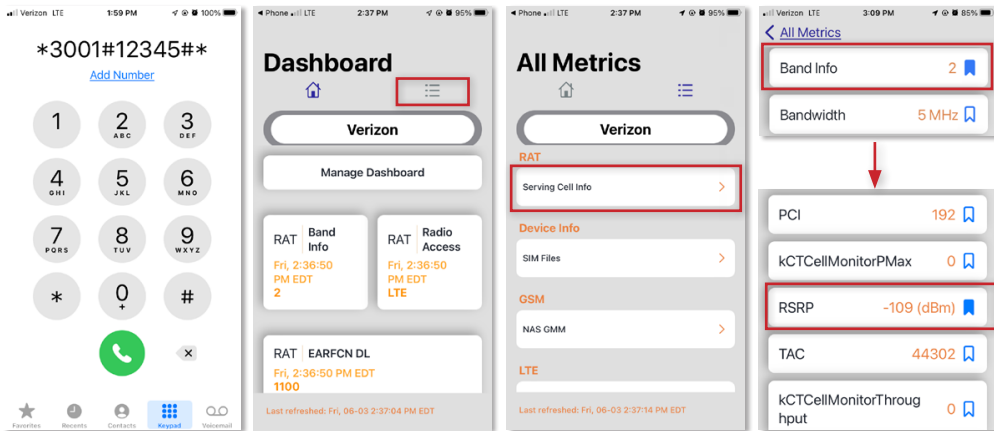 Verizon LTE
1:59 PM
100%
*3001#12345#*
Add Number
1
2
ABC
3
DEF
4
GHI
5
JKL
6
MNO
7
PQRS
8
TUV
9
WXYZ
*
0
+
#
Favorites
Recents
Contacts
Keypad
Voicemail
Phone LTE
2:37 PM
95%
Dashboard
Verizon
Manage Dashboard
RAT
Band
Info
Fri, 2:36:50
PM EDT
2
RAT
Radio
Access
Fri, 2:36:50
PM EDT
LTE
RAT
EARFCN DL
Fri, 2:36:50 PM EDT
1100
Last refreshed: Fri, 06-03 2:37:04 PM EDT
Phone LTE
2:37 PM
95%
All Metrics
Verizon
RAT
Serving Cell Info
Device Info
SIM Files
GSM
NAS GMM
LTE
Last refreshed: Fri, 06-03 2:37:14 PM EDT
Verizon LTE
3:09 PM
85%
All Metrics
Band Info 2
Bandwidth 5 MHz
PCI 192
kCTCellMonitorPMax 0
RSRP -109 (dBm)
TAC 44302
kCTCellMonitorThroug
hput 0